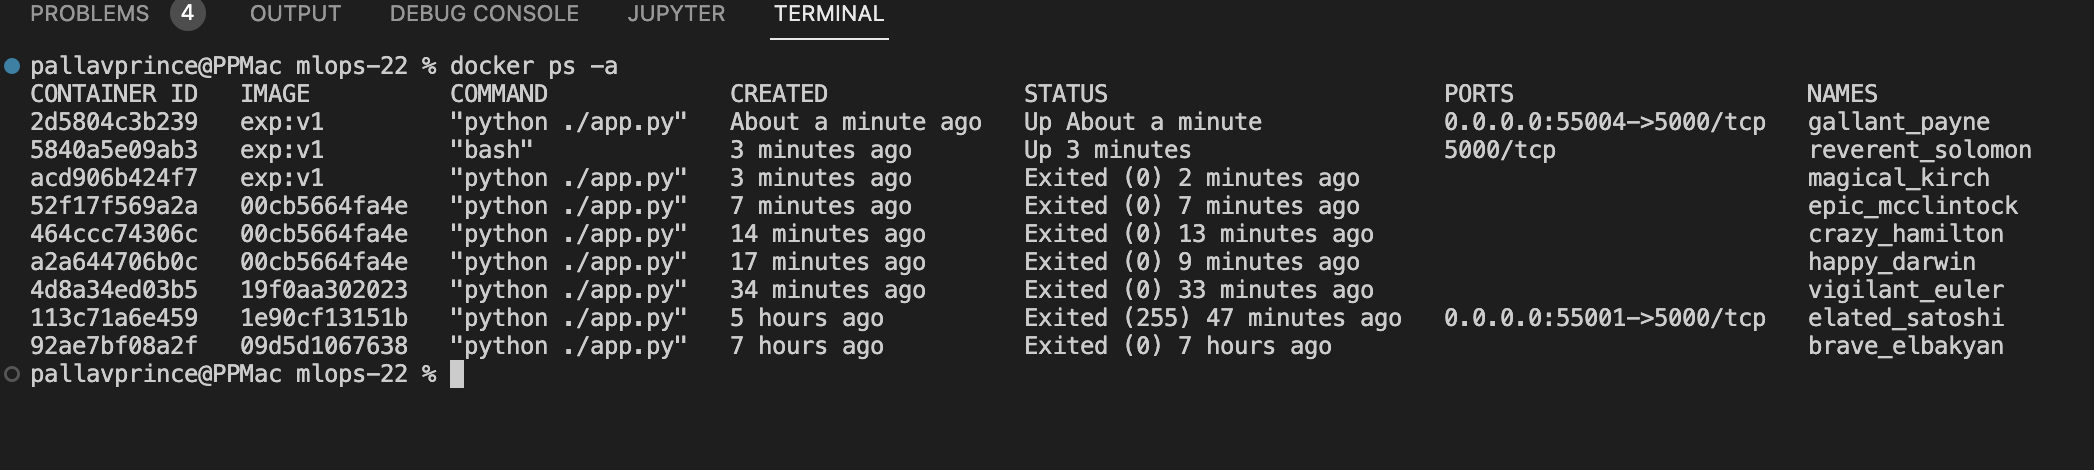 PROBLEMS 4 OUTPUT DEBUG CONSOLE JUPYTER TERMINAL
pallavprince@PPMac mlops-22 % docker ps -a
CONTAINER ID IMAGE COMMAND CREATED STATUS PORTS NAMES
2d5804c3b239 exp:v1 "python ./app.py" About a minute ago Up About a minute 0.0.0.0:55004->5000/tcp gallant_payne
5840a5e09ab3 exp:v1 "bash" 3 minutes ago Up 3 minutes 5000/tcp reverent_solomon
acd906b424f7 exp:v1 "python ./app.py" 3 minutes ago Exited (0) 2 minutes ago magical_kirch
52f17f569a2a 00cb5664fa4e "python ./app.py" 7 minutes ago Exited (0) 7 minutes ago epic_mcclintock
464ccc74306c 00cb5664fa4e "python ./app.py" 14 minutes ago Exited (0) 13 minutes ago crazy_hamilton
a2a644706b0c 00cb5664fa4e "python ./app.py" 17 minutes ago Exited (0) 9 minutes ago happy_darwin
4d8a34ed03b5 19f0aa302023 "python ./app.py" 34 minutes ago Exited (0) 33 minutes ago vigilant_euler
113c71a6e459 1e90cf13151b "python ./app.py" 5 hours ago Exited (255) 47 minutes ago 0.0.0.0:55001->5000/tcp elated_satoshi
92ae7bf08a2f 09d5d1067638 "python ./app.py" 7 hours ago Exited (0) 7 hours ago brave_elbakyan
pallavprince@PPMac mlops-22 %